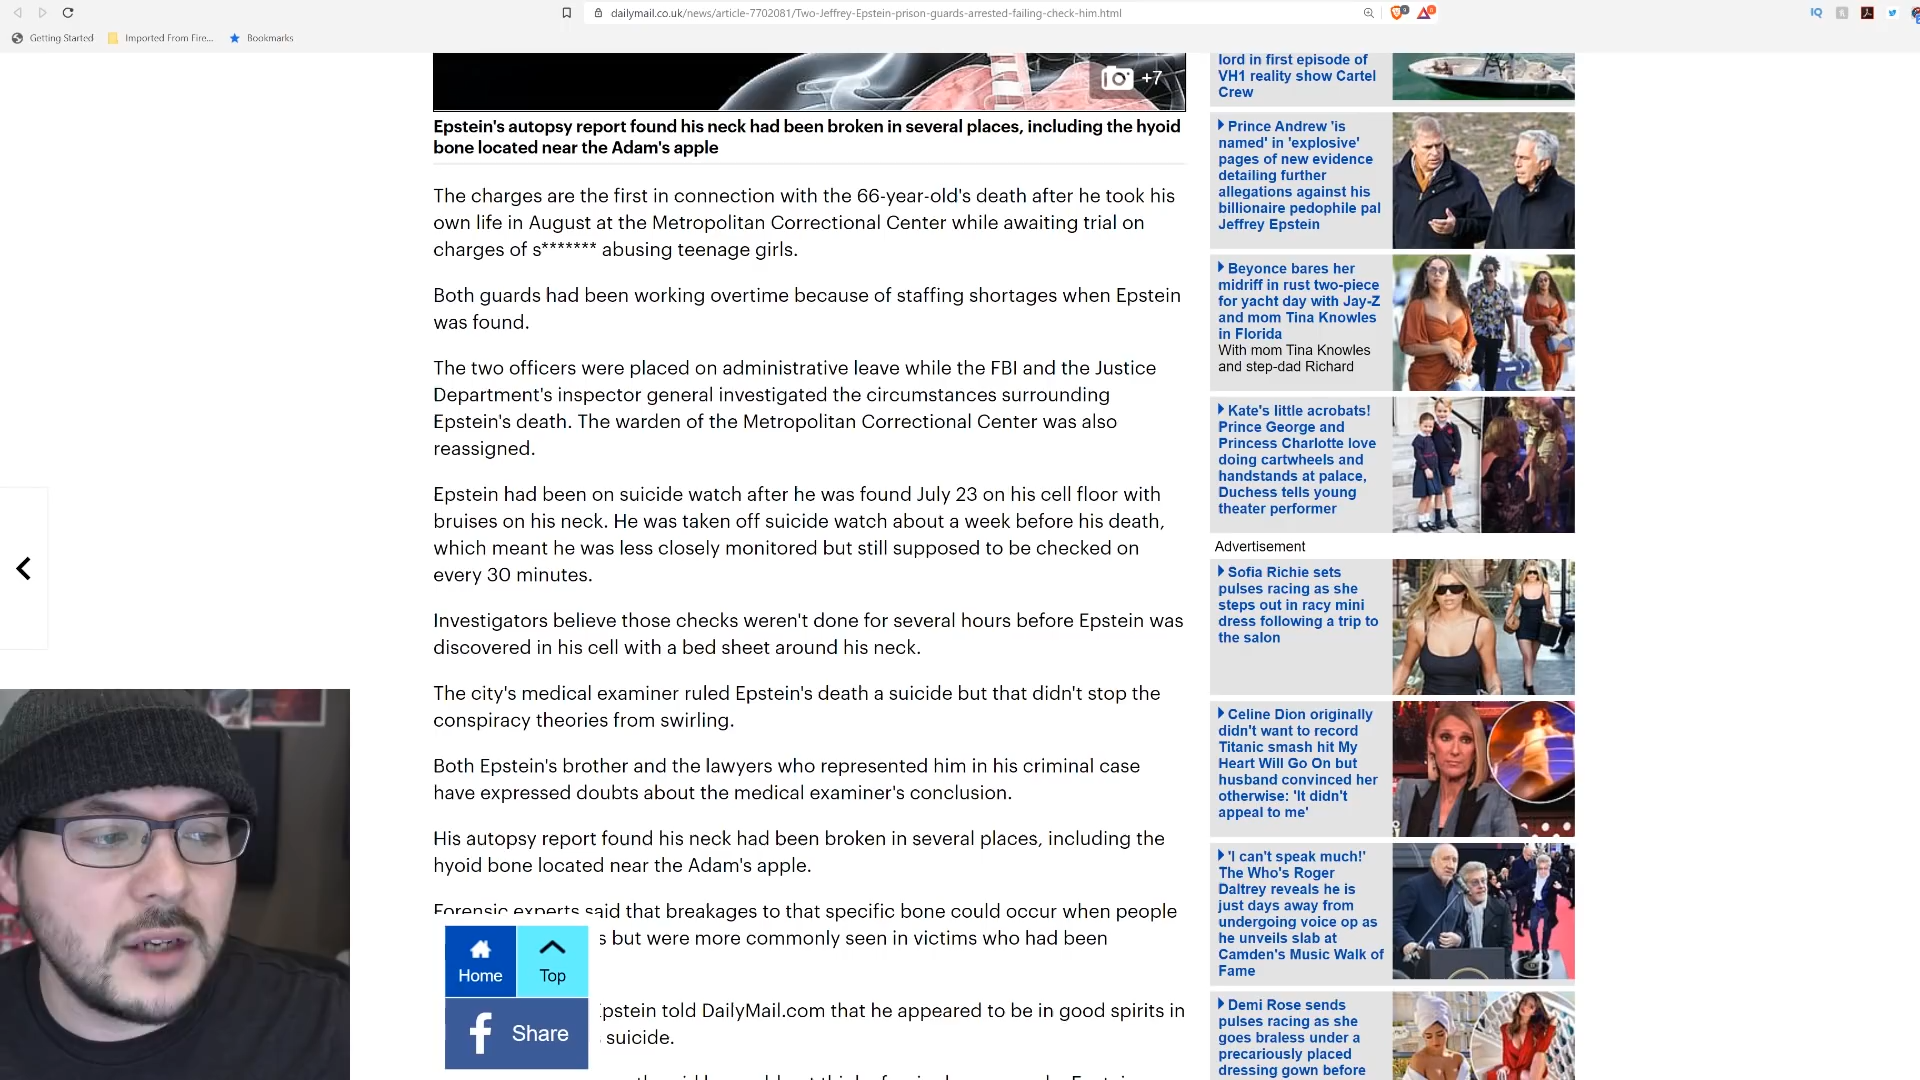 dailymail.co.uk/news/article-7702081/Two-Jeffrey-Epstein-prison-guards-arrested-failing-check-him.html
Getting Started
Imported From Fire...
Bookmarks
+7
Epstein's autopsy report found his neck had been broken in several places, including the hyoid
bone located near the Adam's apple
The charges are the first in connection with the 66-year-old's death after he took his
own life in August at the Metropolitan Correctional Center while awaiting trial on
charges of s******* abusing teenage girls.
Both guards had been working overtime because of staffing shortages when Epstein
was found.
The two officers were placed on administrative leave while the FBI and the Justice
Department's inspector general investigated the circumstances surrounding
Epstein's death. The warden of the Metropolitan Correctional Center was also
reassigned.
Epstein had been on suicide watch after he was found July 23 on his cell floor with
bruises on his neck. He was taken off suicide watch about a week before his death,
which meant he was less closely monitored but still supposed to be checked on
every 30 minutes.
Investigators believe those checks weren't done for several hours before Epstein was
discovered in his cell with a bed sheet around his neck.
The city's medical examiner ruled Epstein's death a suicide but that didn't stop the
conspiracy theories from swirling.
Both Epstein's brother and the lawyers who represented him in his criminal case
have expressed doubts about the medical examiner's conclusion.
His autopsy report found his neck had been broken in several places, including the
hyoid bone located near the Adam's apple.
Forensic experts said that breakages to that specific bone could occur when people
but were more commonly seen in victims who had been
told DailyMail.com that he appeared to be in good spirits in
suicide.
Home
Top
Share
lord in first episode of
VH1 reality show Cartel
Crew
Prince Andrew 'is
named' in 'explosive'
pages of new evidence
detailing further
allegations against his
billionaire pedophile pal
Jeffrey Epstein
Beyonce bares her
midriff in rust two-piece
for yacht day with Jay-Z
and mom Tina Knowles
in Florida
With mom Tina Knowles
and step-dad Richard
Kate's little acrobats!
Prince George and
Princess Charlotte love
doing cartwheels and
handstands at palace,
Duchess tells young
theater performer
Advertisement
Sofia Richie sets
pulses racing as she
steps out in racy mini
dress following a trip to
the salon
Celine Dion originally
didn't want to record
Titanic smash hit My
Heart Will Go On but
husband convinced her
otherwise: 'It didn't
appeal to me'
'I can't speak much!'
The Who's Roger
Daltrey reveals he is
just days away from
undergoing voice op as
he unveils slab at
Camden's Music Walk of
Fame
Demi Rose sends
pulses racing as she
goes braless under a
precariously placed
dressing gown before